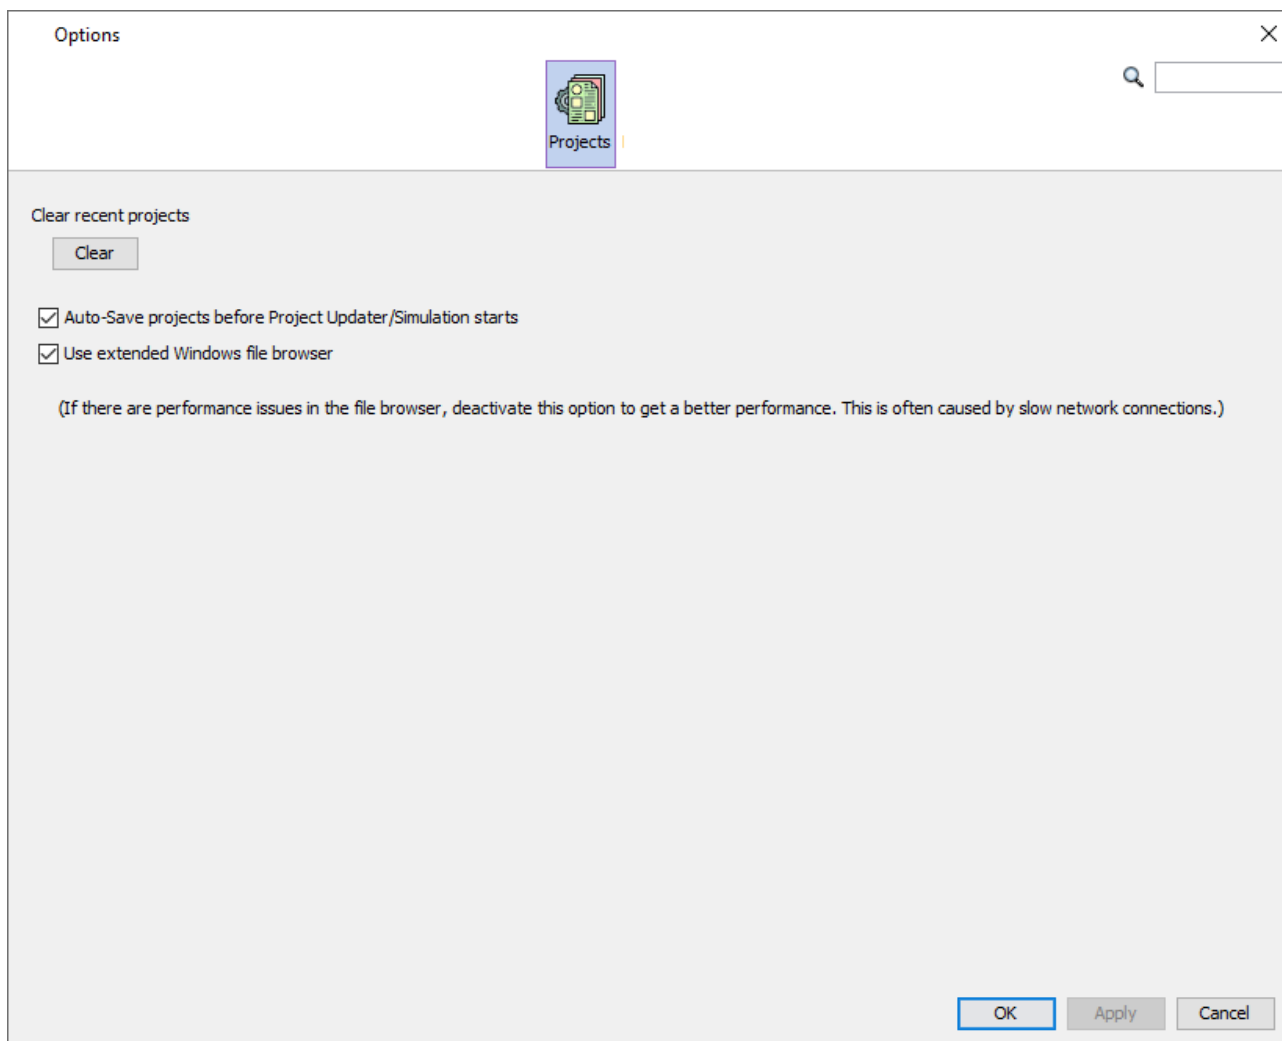 Options
Projects
Clear recent projects
Clear
Auto-Save projects before Project Updater/Simulation starts
Use extended Windows file browser
(If there are performance issues in the file browser, deactivate this option to get a better performance. This is often caused by slow network connections.)
OK
Apply
Cancel